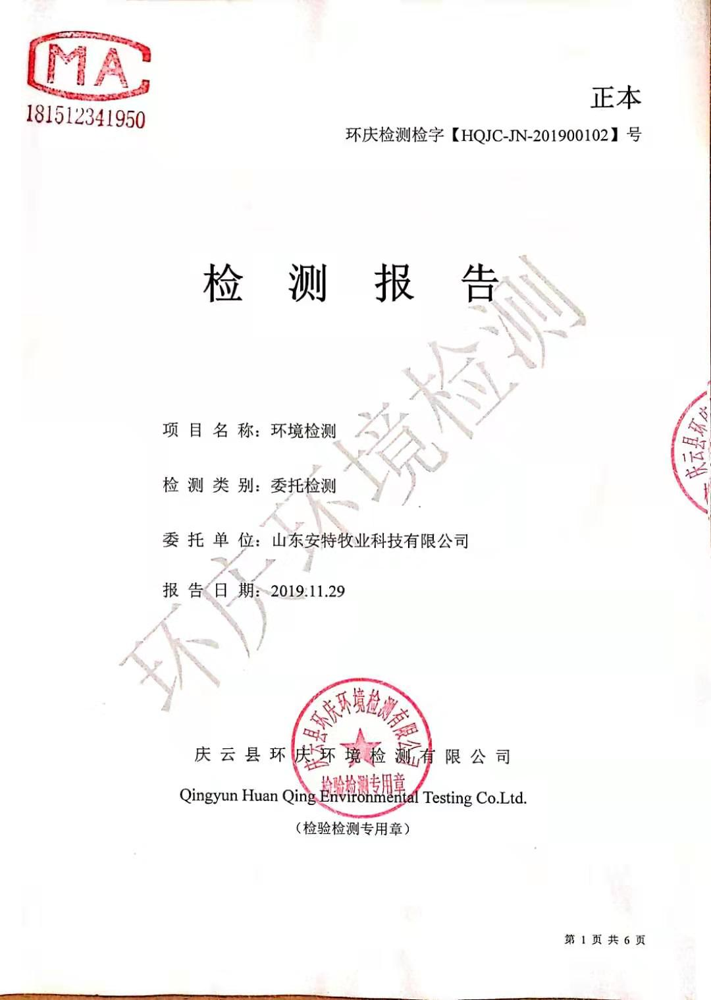 CMA
181512341950
正本
环庆检测检字【HQJC-JN-201900102】号
检测报告
项目名称：环境检测
检测类别：委托检测
委托单位：山东安特牧业科技有限公司
报告日期：2019.11.29
环庆环境检测
庆云县环庆环境检测有限公司
检验检测专用章
庆云县环庆环境检测有限公司
Qingyun Huan Qing Environmental Testing Co.Ltd.
（检验检测专用章）
庆云县环
第 1 页 共 6 页